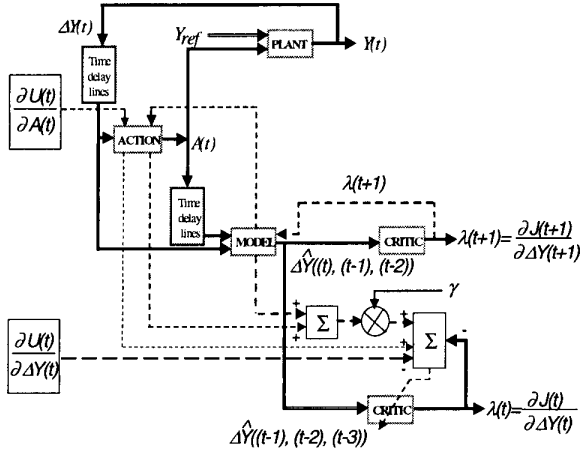 ΔY(t)
Y_ref
PLANT
Y(t)
Time
delay
lines
∂U(t)
∂A(t)
ACTION
A(t)
Time
delay
lines
λ(t+1)
MODEL
CRITIC
λ(t+1)= ∂J(t+1)
∂ΔY(t+1)
ΔŶ((t), (t-1), (t-2))
γ
+
+
Σ
+
+
-
Σ
-
∂U(t)
∂ΔY(t)
CRITIC
λ(t)= ∂J(t)
∂ΔY(t)
ΔŶ((t-1), (t-2), (t-3))